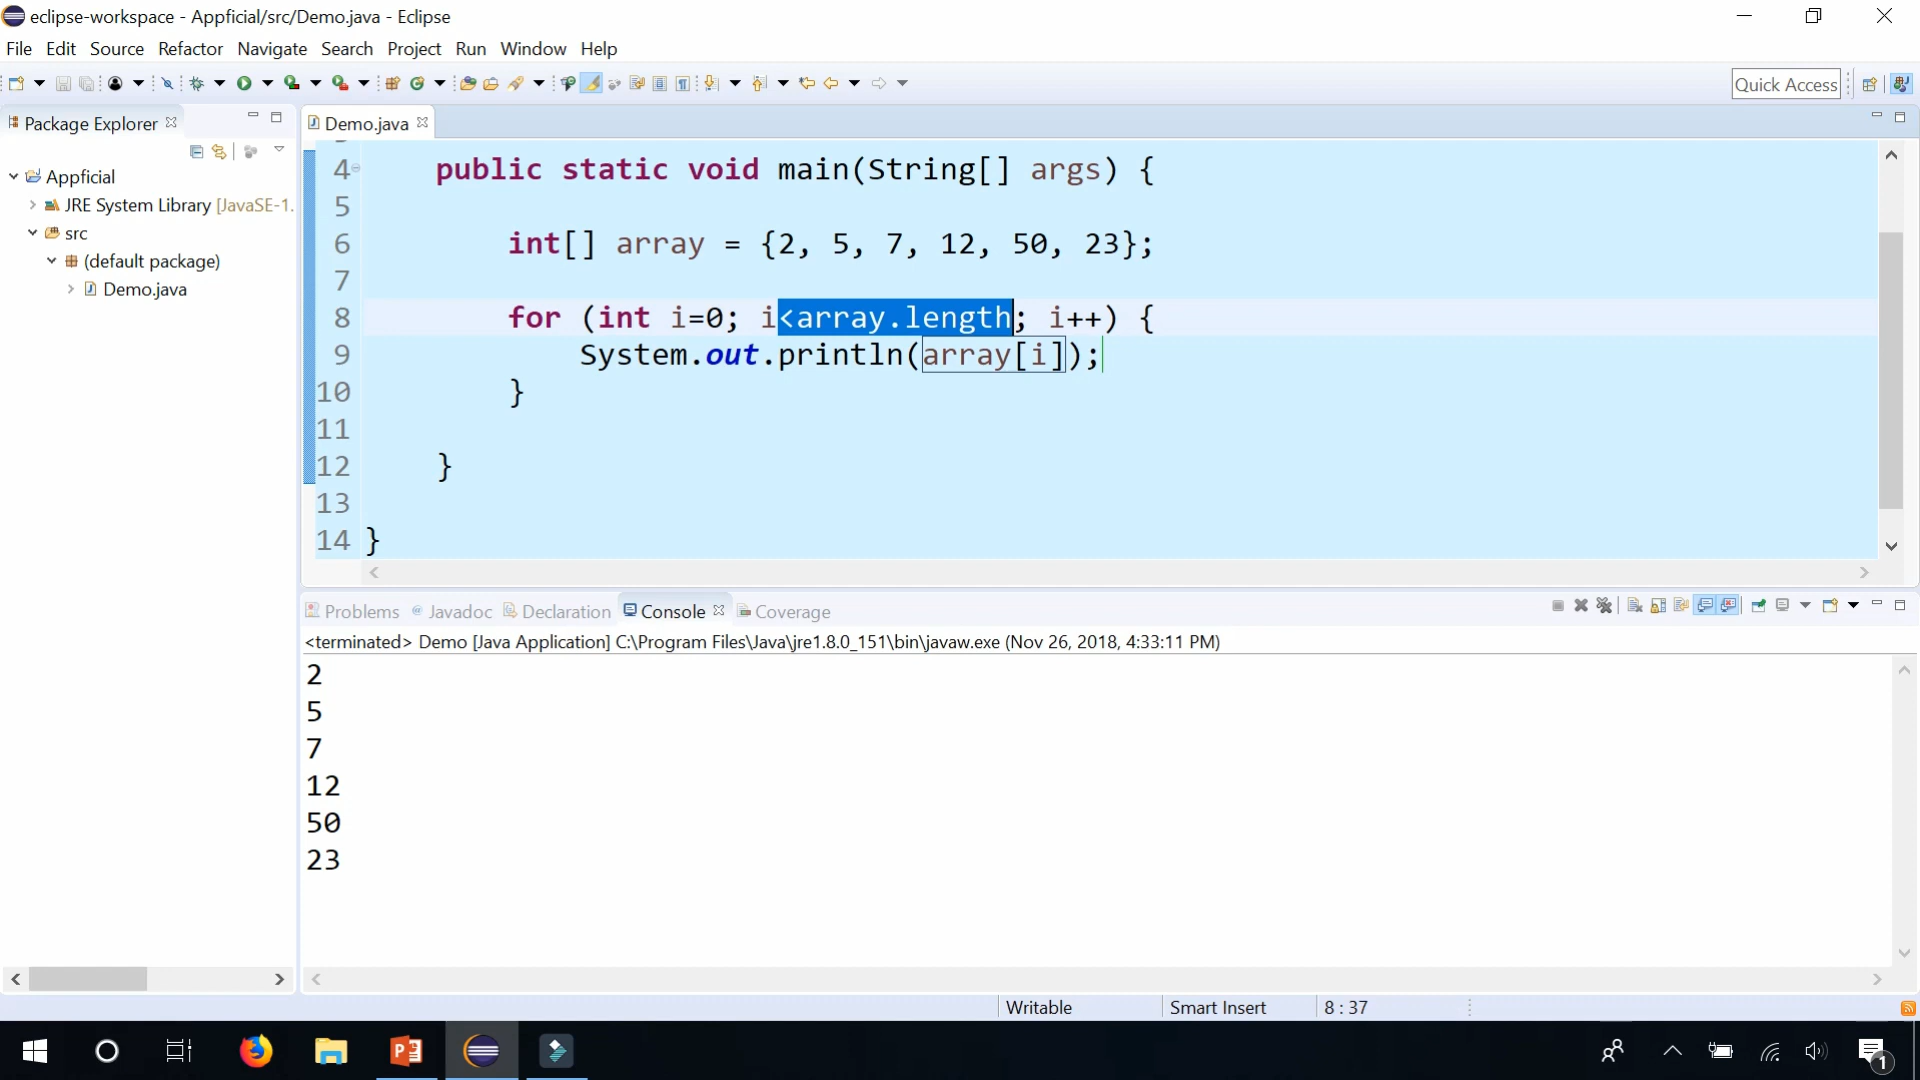 eclipse-workspace - Appficial/src/Demo.java - Eclipse
File Edit Source Refactor Navigate Search Project Run Window Help
Quick Access
Package Explorer
Demo.java
Appficial
JRE System Library [JavaSE-1.
src
(default package)
Demo.java
4 public static void main(String[] args) {
5
6 int[] array = {2, 5, 7, 12, 50, 23};
7
8 for (int i=0; i<array.length; i++) {
9 System.out.println(array[i]);
10 }
11
12 }
13
14 }
Problems Javadoc Declaration Console Coverage
<terminated> Demo [Java Application] C:\Program Files\Java\jre1.8.0_151\bin\javaw.exe (Nov 26, 2018, 4:33:11 PM)
2
5
7
12
50
23
Writable Smart Insert 8 : 37
1